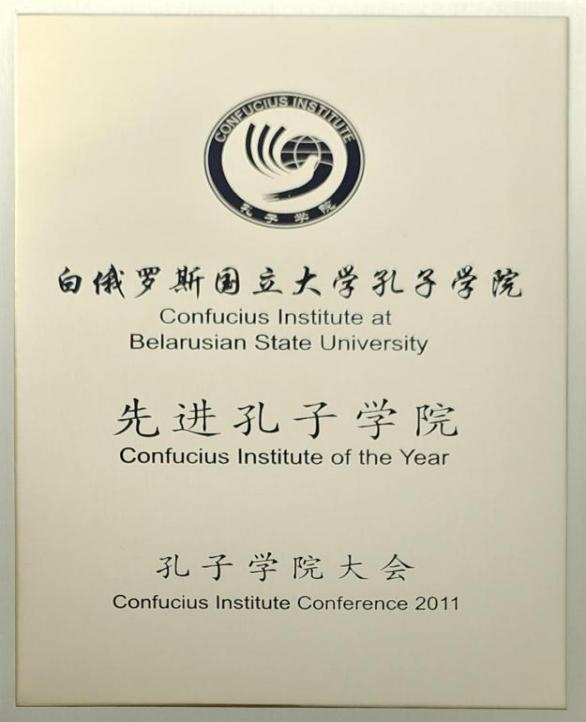 CONFUCIUS INSTITUTE
孔子学院
白俄罗斯国立大学孔子学院
Confucius Institute at
Belarusian State University
先进孔子学院
Confucius Institute of the Year
孔子学院大会
Confucius Institute Conference 2011